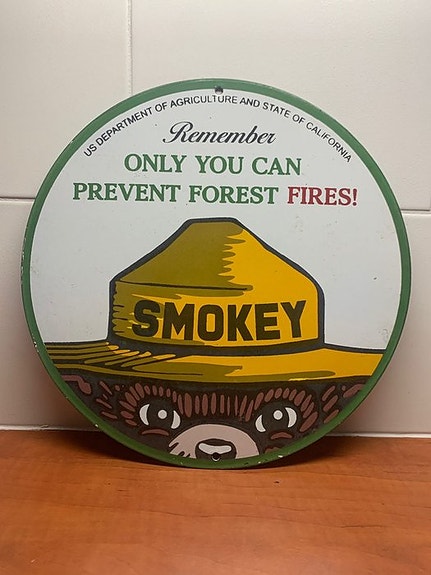 US DEPARTMENT OF AGRICULTURE AND STATE OF CALIFORNIA
Remember
ONLY YOU CAN
PREVENT FOREST FIRES!
SMOKEY